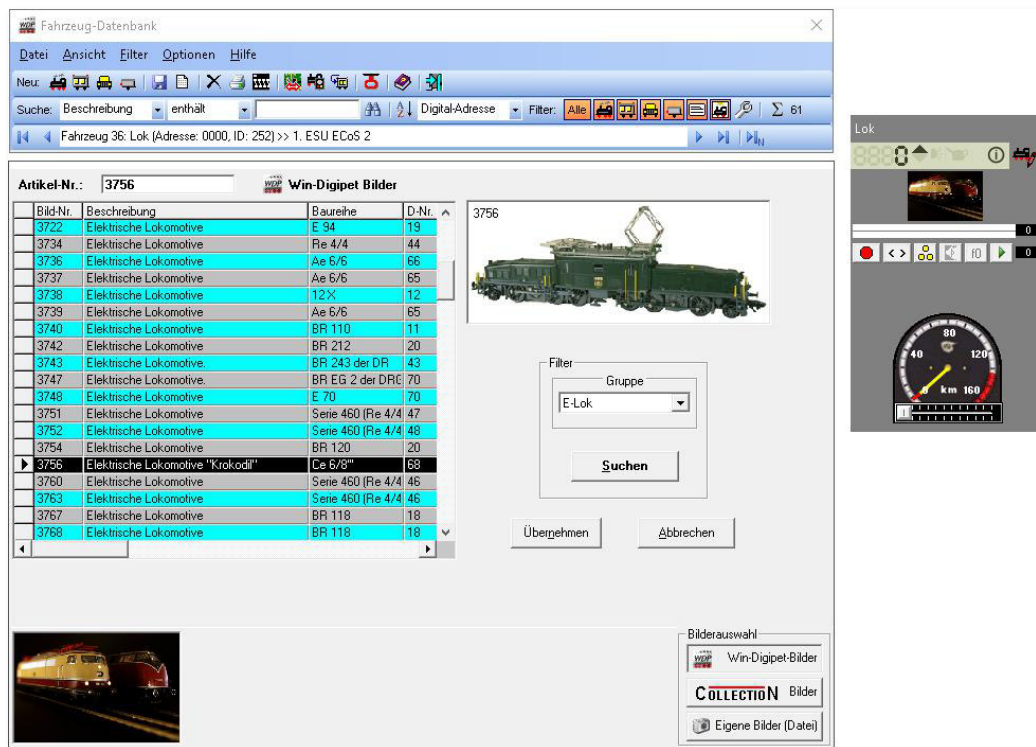 WDP Fahrzeug-Datenbank
Datei Ansicht Filter Optionen Hilfe
Neu:
Suche: Beschreibung enthält Digital-Adresse Filter: Alle Σ 61
Fahrzeug 36: Lok (Adresse: 0000, ID: 252) >> 1. ESU ECoS 2
Artikel-Nr.: 3756 WDP Win-Digipet Bilder
Bild-Nr. Beschreibung Baureihe D-Nr.
3722 Elektrische Lokomotive E 94 19
3734 Elektrische Lokomotive Re 4/4 44
3736 Elektrische Lokomotive Ae 6/6 66
3737 Elektrische Lokomotive Ae 6/6 65
3738 Elektrische Lokomotive 12X 12
3739 Elektrische Lokomotive Ae 6/6 65
3740 Elektrische Lokomotive BR 110 11
3742 Elektrische Lokomotive BR 212 20
3743 Elektrische Lokomotive. BR 243 der DR 43
3747 Elektrische Lokomotive. BR EG 2 der DRG 70
3748 Elektrische Lokomotive E 70 70
3751 Elektrische Lokomotive Serie 460 (Re 4/4 47
3752 Elektrische Lokomotive Serie 460 (Re 4/4 48
3754 Elektrische Lokomotive BR 120 20
3756 Elektrische Lokomotive "Krokodil" Ce 6/8''' 68
3760 Elektrische Lokomotive Serie 460 (Re 4/4 46
3763 Elektrische Lokomotive Serie 460 (Re 4/4 46
3767 Elektrische Lokomotive BR 118 18
3768 Elektrische Lokomotive BR 118 18
3756
Filter
Gruppe
E-Lok
Suchen
Übernehmen Abbrechen
Bilderauswahl
WDP Win-Digipet-Bilder
COLLECTION Bilder
Eigene Bilder (Datei)
Lok
0
0
f0 0
80
40 120
0 km 160